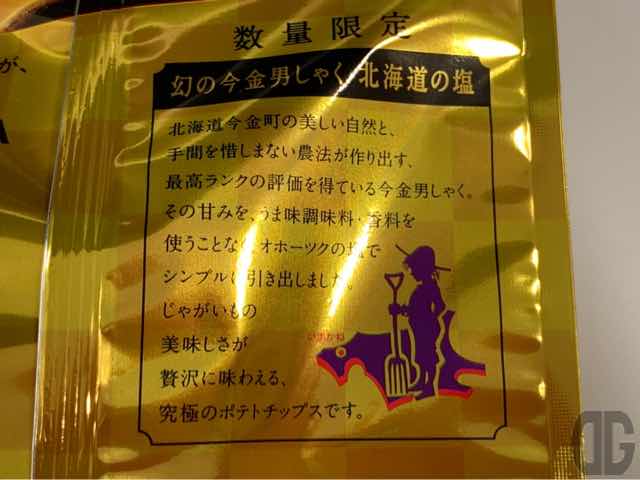 数量限定
幻の今金男しゃく 北海道の塩
北海道今金町の美しい自然と、
手間を惜しまない農法が作り出す、
最高ランクの評価を得ている今金男しゃく。
その甘みを、うま味調味料・香料を
使うことなく、オホーツクの塩で
シンプルに引き出しました。
じゃがいもの
美味しさが
贅沢に味わえる、
究極のポテトチップスです。
いまかね
が、
A
DG